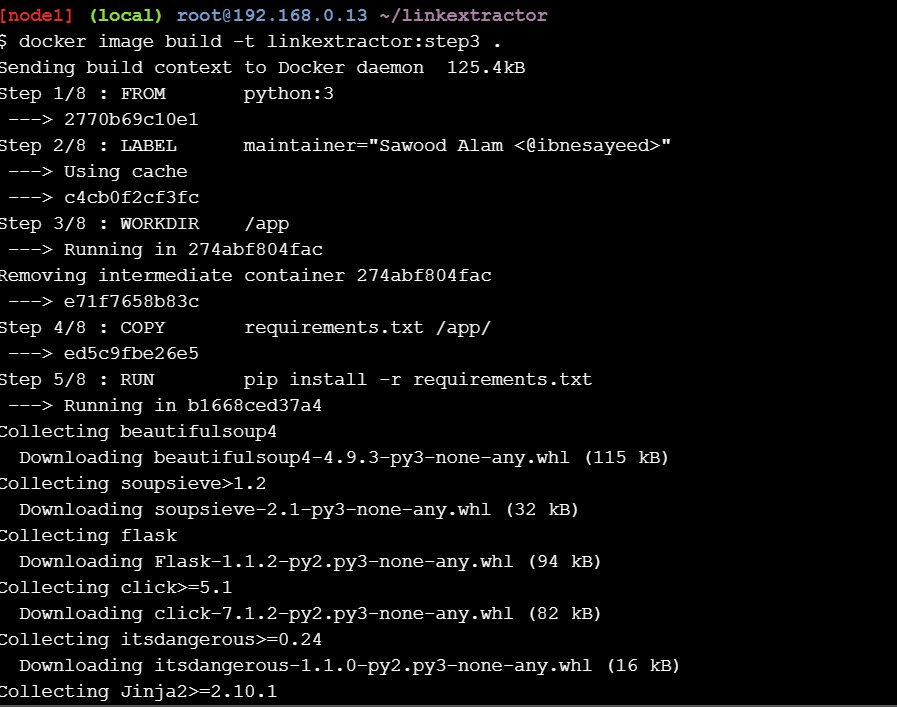 [node1] (local) root@192.168.0.13 ~/linkextractor
$ docker image build -t linkextractor:step3 .
Sending build context to Docker daemon  125.4kB
Step 1/8 : FROM       python:3
 ---> 2770b69c10e1
Step 2/8 : LABEL      maintainer="Sawood Alam <@ibnesayeed>"
 ---> Using cache
 ---> c4cb0f2cf3fc
Step 3/8 : WORKDIR    /app
 ---> Running in 274abf804fac
Removing intermediate container 274abf804fac
 ---> e71f7658b83c
Step 4/8 : COPY       requirements.txt /app/
 ---> ed5c9fbe26e5
Step 5/8 : RUN        pip install -r requirements.txt
 ---> Running in b1668ced37a4
Collecting beautifulsoup4
  Downloading beautifulsoup4-4.9.3-py3-none-any.whl (115 kB)
Collecting soupsieve>1.2
  Downloading soupsieve-2.1-py3-none-any.whl (32 kB)
Collecting flask
  Downloading Flask-1.1.2-py2.py3-none-any.whl (94 kB)
Collecting click>=5.1
  Downloading click-7.1.2-py2.py3-none-any.whl (82 kB)
Collecting itsdangerous>=0.24
  Downloading itsdangerous-1.1.0-py2.py3-none-any.whl (16 kB)
Collecting Jinja2>=2.10.1